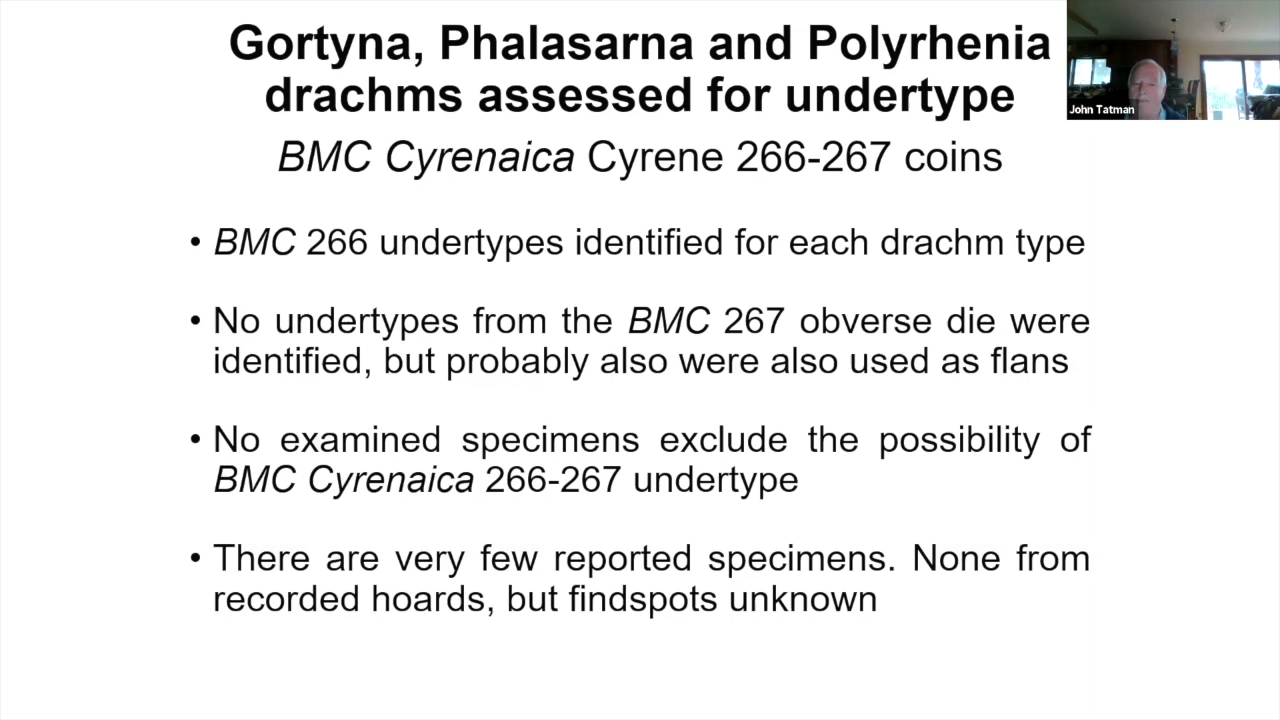 Gortyna, Phalasarna and Polyrhenia
drachms assessed for undertype
BMC Cyrenaica Cyrene 266-267 coins
John Tatman
• BMC 266 undertypes identified for each drachm type
• No undertypes from the BMC 267 obverse die were
identified, but probably also were also used as flans
• No examined specimens exclude the possibility of
BMC Cyrenaica 266-267 undertype
• There are very few reported specimens. None from
recorded hoards, but findspots unknown